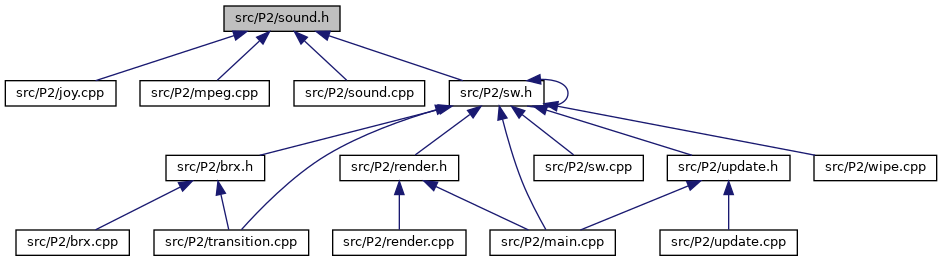 src/P2/sound.h
src/P2/joy.cpp
src/P2/mpeg.cpp
src/P2/sound.cpp
src/P2/sw.h
src/P2/brx.h
src/P2/render.h
src/P2/sw.cpp
src/P2/update.h
src/P2/wipe.cpp
src/P2/brx.cpp
src/P2/transition.cpp
src/P2/render.cpp
src/P2/main.cpp
src/P2/update.cpp